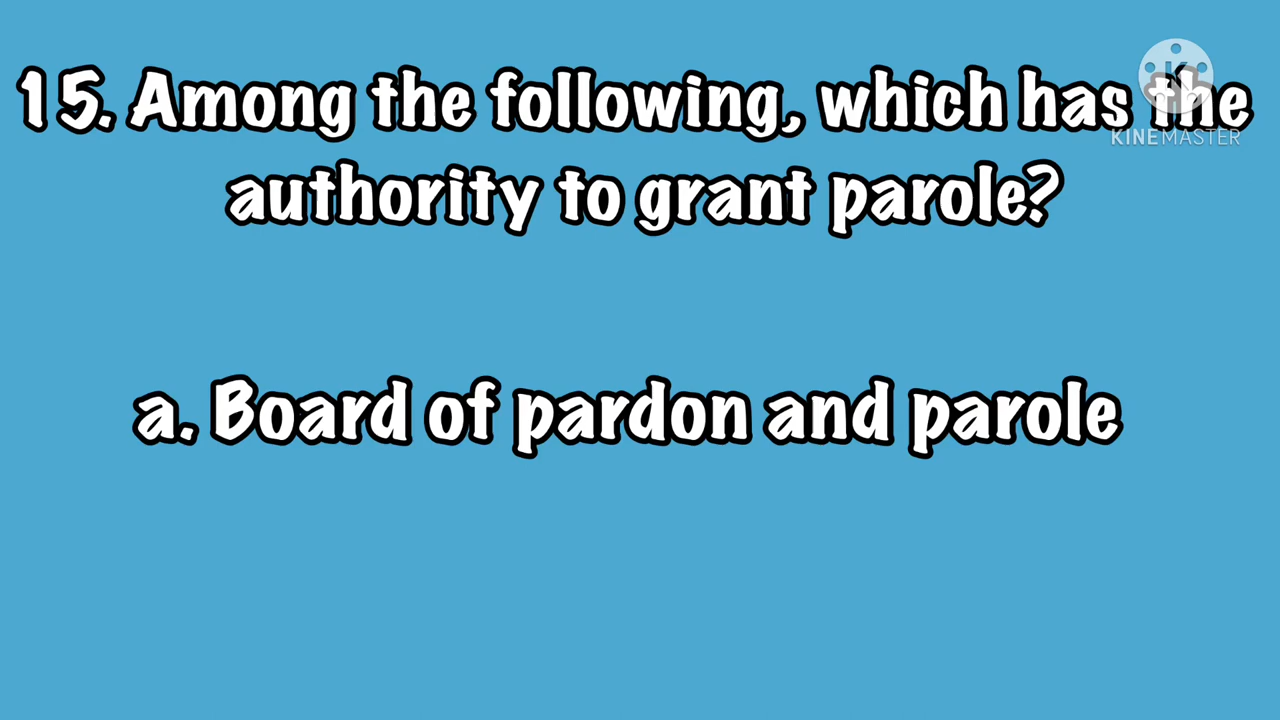 15. Among the following, which has the
KINEMASTER
authority to grant parole?
a. Board of pardon and parole